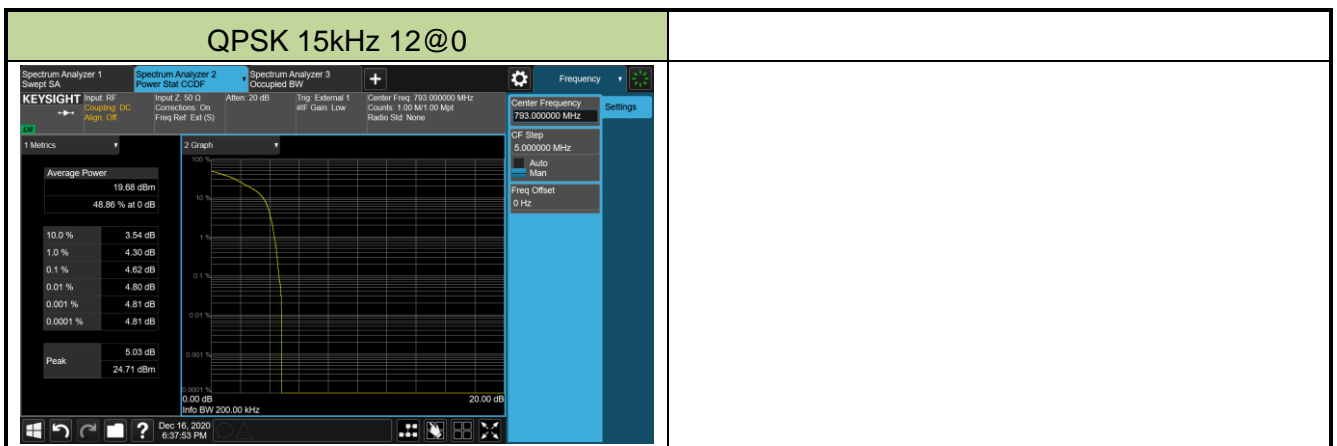 QPSK 15kHz 12@0
Spectrum Analyzer 1
Swept SA
Spectrum Analyzer 2
Power Stat CCDF
Spectrum Analyzer 3
Occupied BW
+
Frequency
KEYSIGHT
Input: RF
Coupling: DC
Align: Off
Input Z: 50 Ω
Corrections: On
Freq Ref: Ext (S)
Atten: 20 dB
Trig: External 1
#IF Gain: Low
Center Freq: 793.000000 MHz
Counts: 1.00 M/1.00 Mpt
Radio Std: None
Center Frequency
793.000000 MHz
Settings
CF Step
5.000000 MHz
Auto
Man
Freq Offset
0 Hz
1 Metrics
Average Power
19.68 dBm
48.86 % at 0 dB
10.0 % 3.54 dB
1.0 % 4.30 dB
0.1 % 4.62 dB
0.01 % 4.80 dB
0.001 % 4.81 dB
0.0001 % 4.81 dB
Peak
5.03 dB
24.71 dBm
2 Graph
100 %
10 %
1 %
0.1 %
0.01 %
0.001 %
0.0001 %
0.00 dB 20.00 dB
Info BW 200.00 kHz
?
Dec 16, 2020
6:37:53 PM